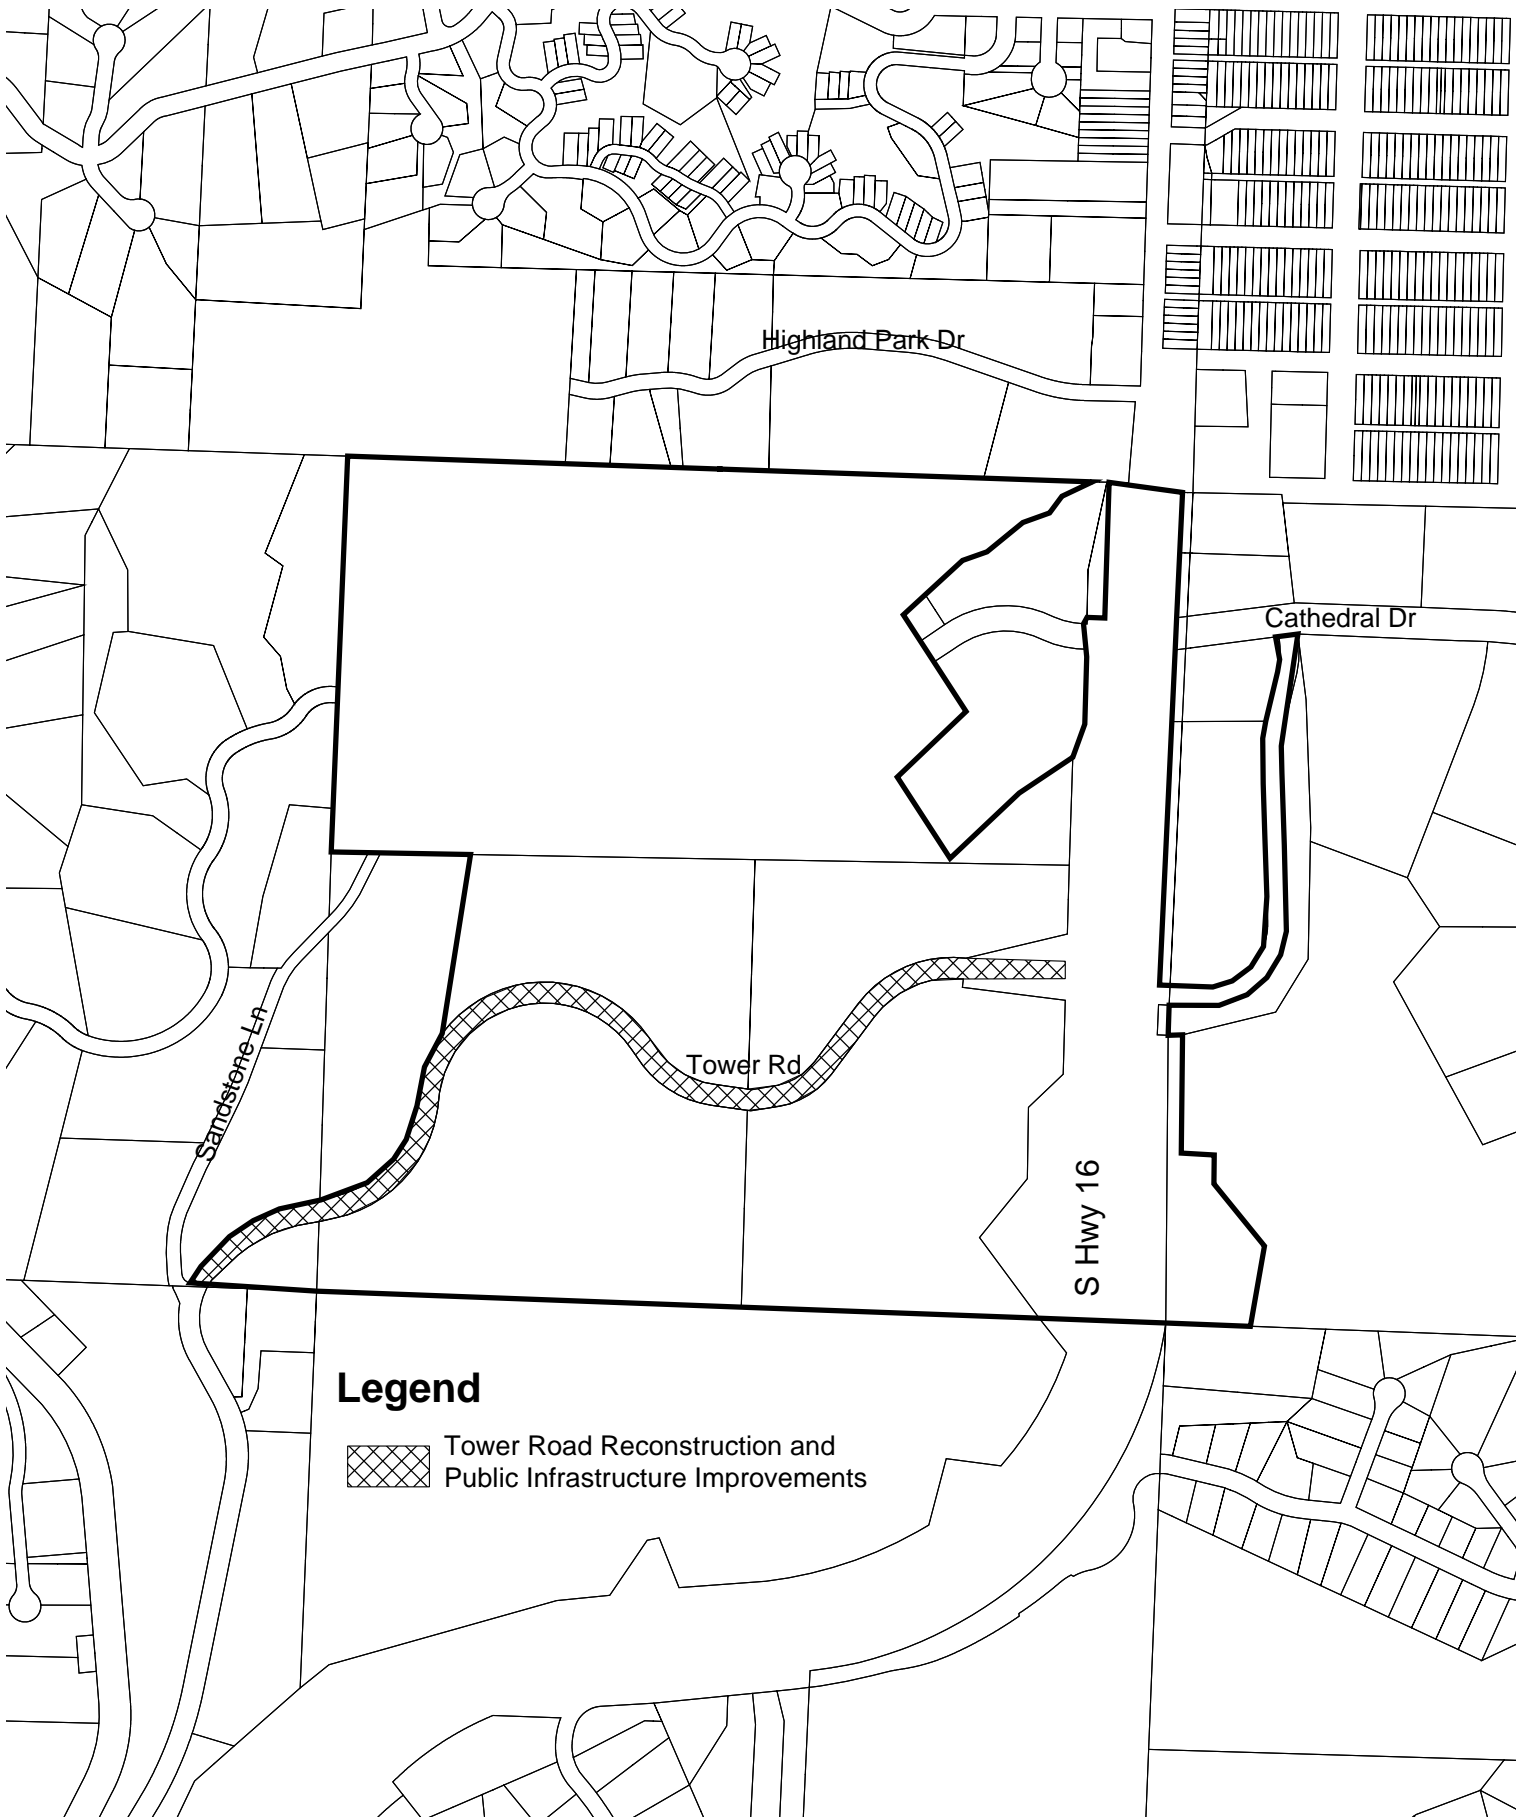 Highland Park Dr
Cathedral Dr
Sandstone Ln
Tower Rd
S Hwy 16
Legend
Tower Road Reconstruction and
Public Infrastructure Improvements